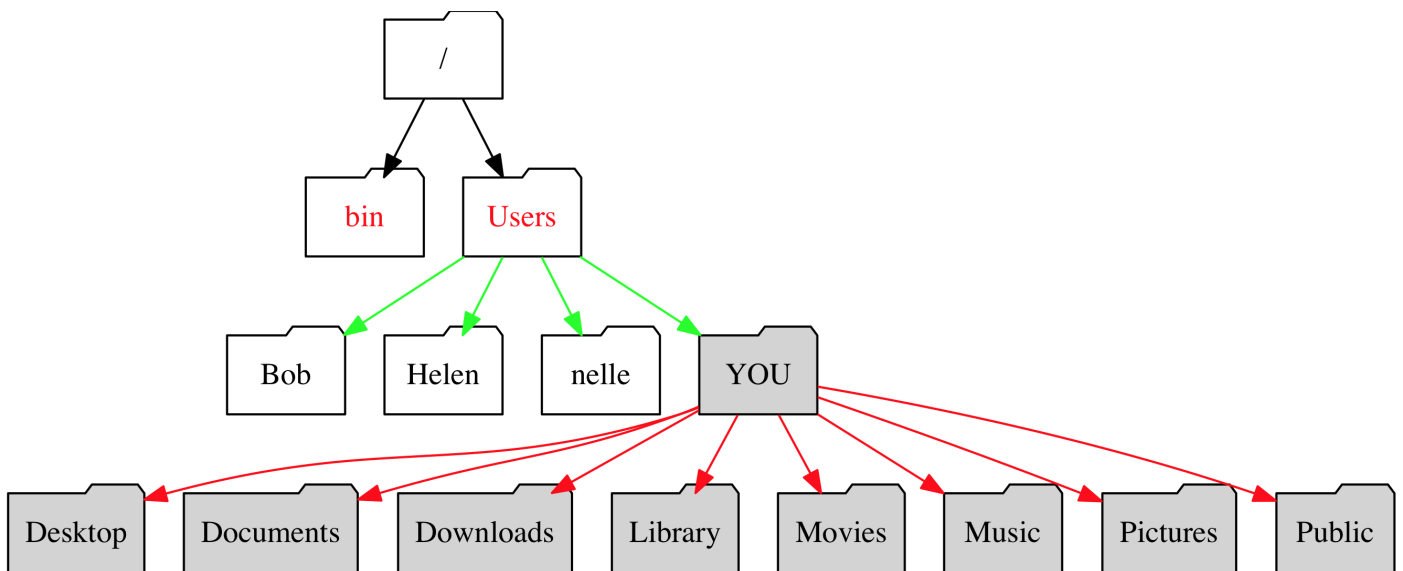 /
bin
Users
Bob
Helen
nelle
YOU
Desktop
Documents
Downloads
Library
Movies
Music
Pictures
Public